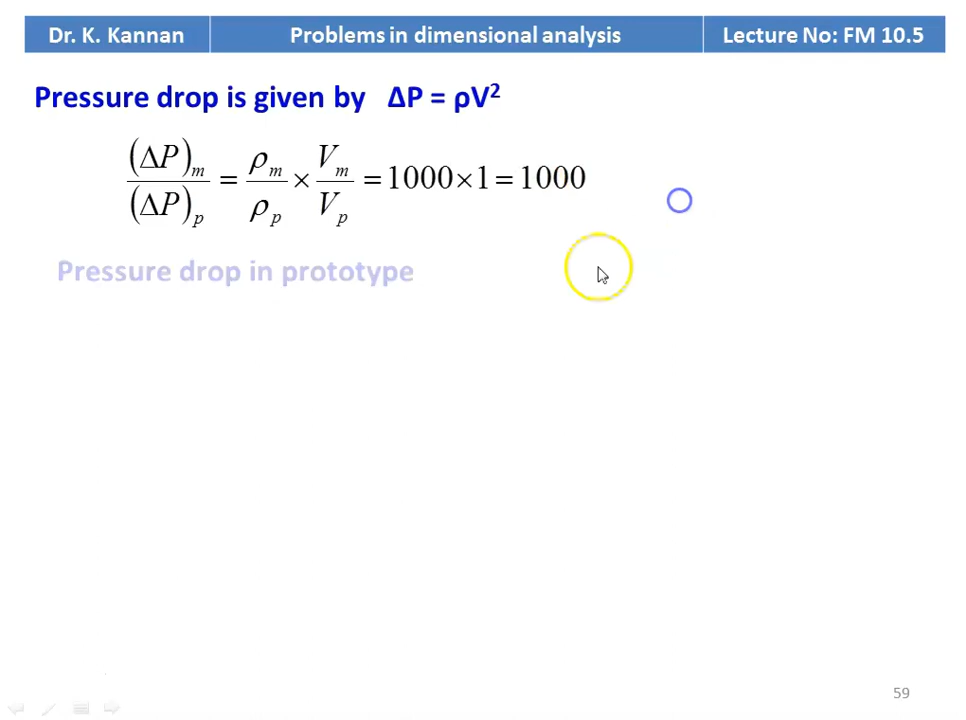 Dr. K. Kannan Problems in dimensional analysis Lecture No: FM 10.5
Pressure drop is given by ΔP = ρV²
(ΔP)m / (ΔP)p = ρm / ρp × Vm / Vp = 1000 × 1 = 1000
Pressure drop in prototype
59